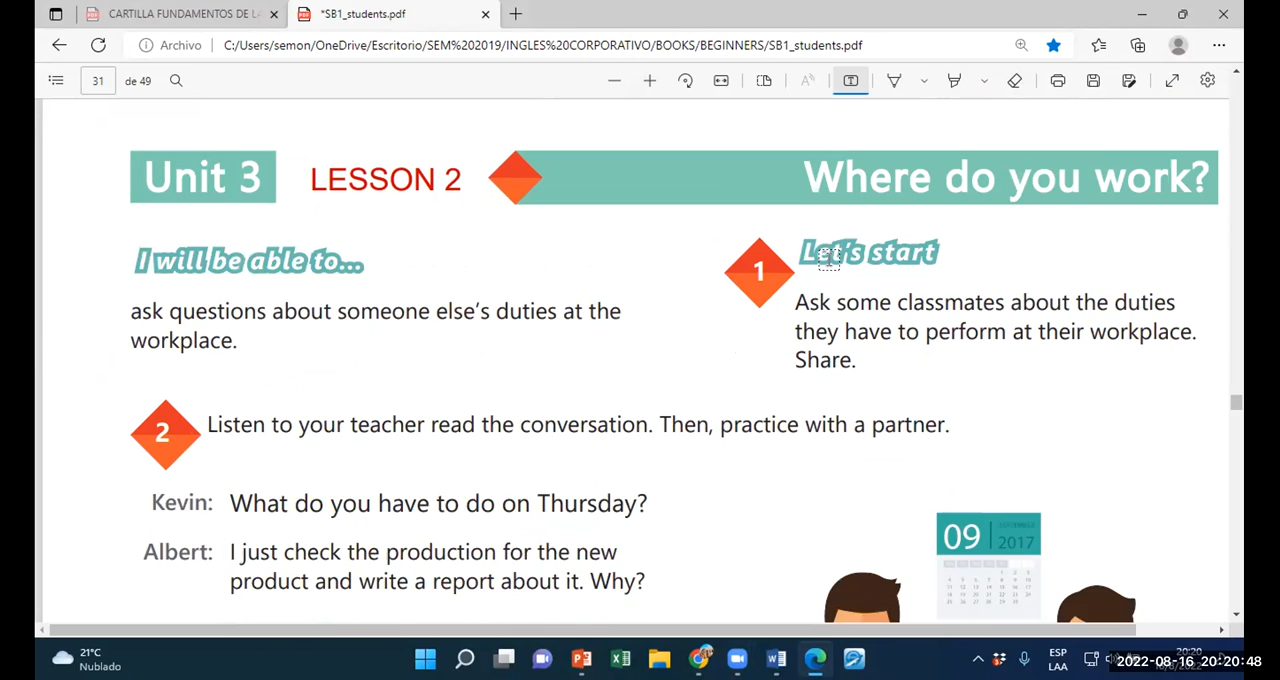 CARTILLA FUNDAMENTOS DE L
*SB1_students.pdf
Archivo
C:/Users/semon/OneDrive/Escritorio/SEM%202019/INGLES%20CORPORATIVO/BOOKS/BEGINNERS/SB1_students.pdf
31
de 49
Unit 3
LESSON 2
Where do you work?
I will be able to...
1
Let's start
ask questions about someone else's duties at the
workplace.
Ask some classmates about the duties
they have to perform at their workplace.
Share.
2
Listen to your teacher read the conversation. Then, practice with a partner.
Kevin: What do you have to do on Thursday?
Albert: I just check the production for the new
product and write a report about it. Why?
09
SEPTEMBER
2017
21°C
Nublado
ESP
LAA
2022-08-16 20:20:48